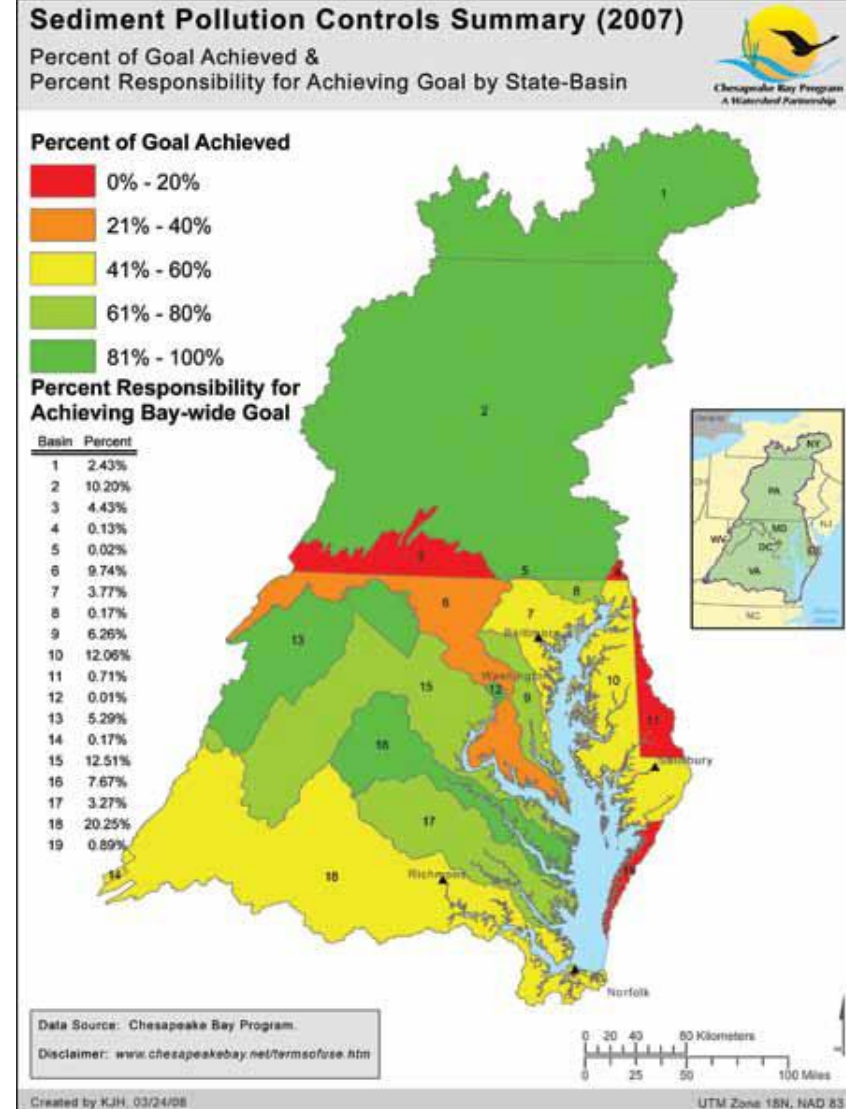 Sediment Pollution Controls Summary (2007)
Percent of Goal Achieved &
Percent Responsibility for Achieving Goal by State-Basin
Chesapeake Bay Program
A Watershed Partnership
Percent of Goal Achieved
0% - 20%
21% - 40%
41% - 60%
61% - 80%
81% - 100%
Percent Responsibility for
Achieving Bay-wide Goal
Basin Percent
1 2.43%
2 10.20%
3 4.43%
4 0.13%
5 0.02%
6 9.74%
7 3.77%
8 0.17%
9 6.26%
10 12.06%
11 0.71%
12 0.01%
13 5.29%
14 0.17%
15 12.51%
16 7.67%
17 3.27%
18 20.25%
19 0.89%
1
2
3
5
4
8
6
7
Baltimore
13
Washington
15
12
9
10
11
16
Salisbury
17
14
18
Richmond
19
Norfolk
NY
PA
OH
NJ
MD
WV
DC
DE
VA
NC
Data Source: Chesapeake Bay Program.
Disclaimer: www.chesapeakebay.net/termsofuse.htm
0 20 40 80 Kilometers
0 25 50 100 Miles
Created by KJH, 03/24/08
UTM Zone 18N, NAD 83